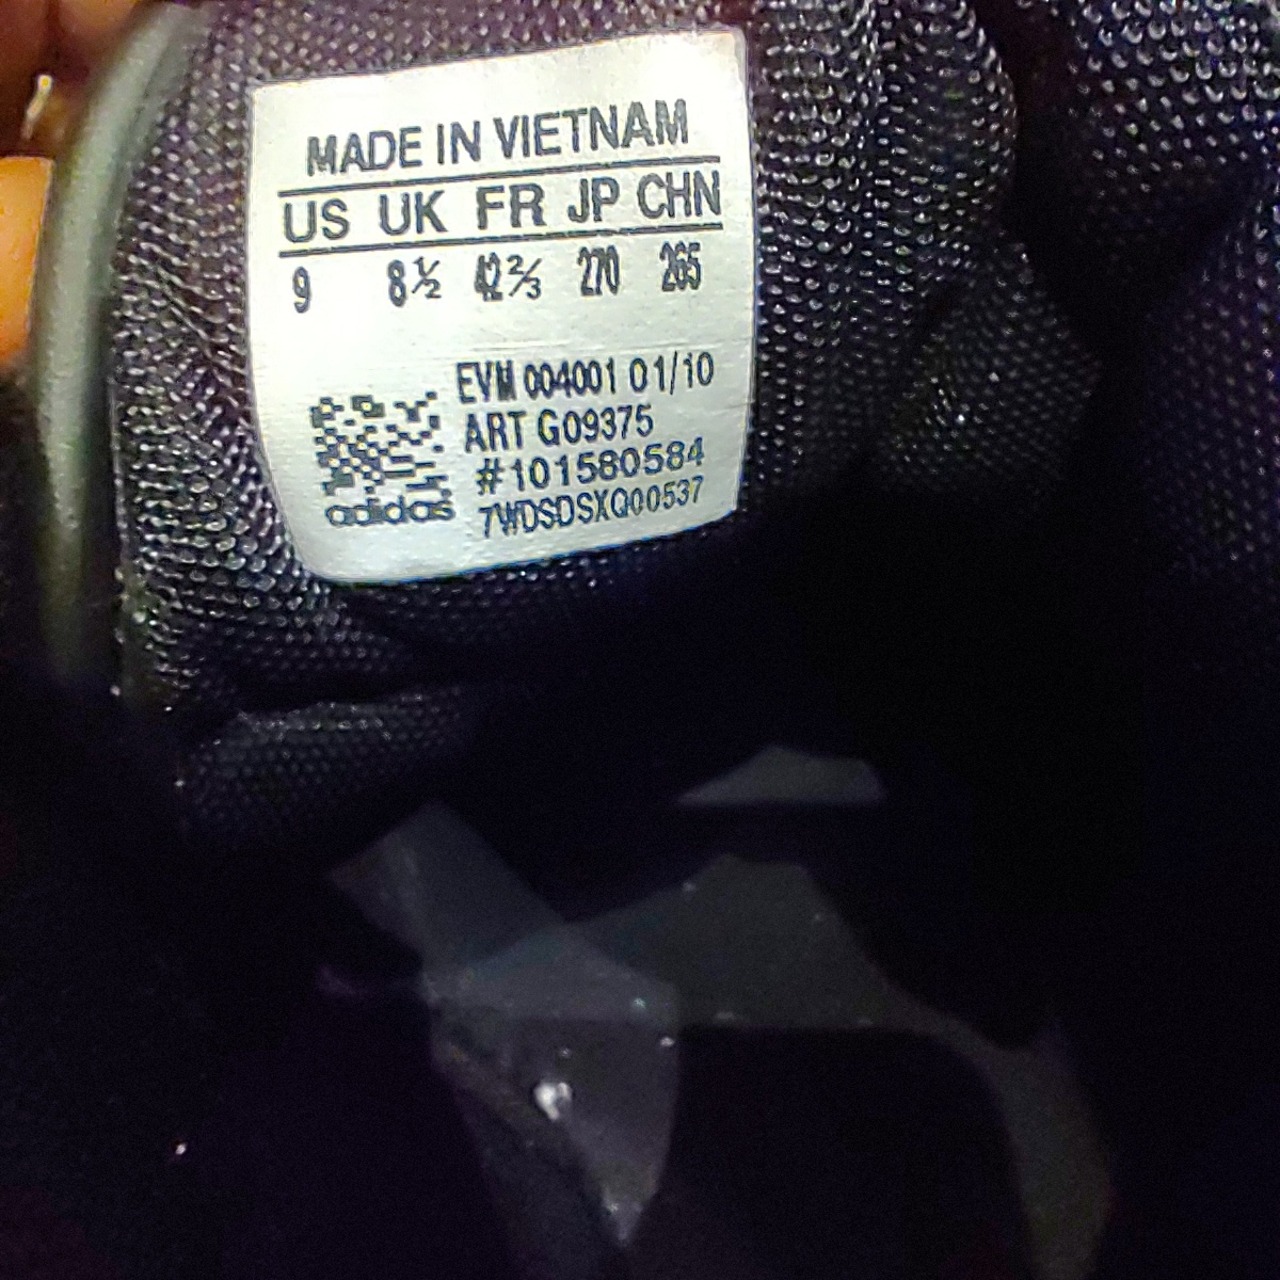 MADE IN VIETNAM
US UK FR JP CHN
9 8½ 42⅔ 270 265
EVM 004001 01/10
ART G09375
#101580584
adidas 7WDSDSXQ00537